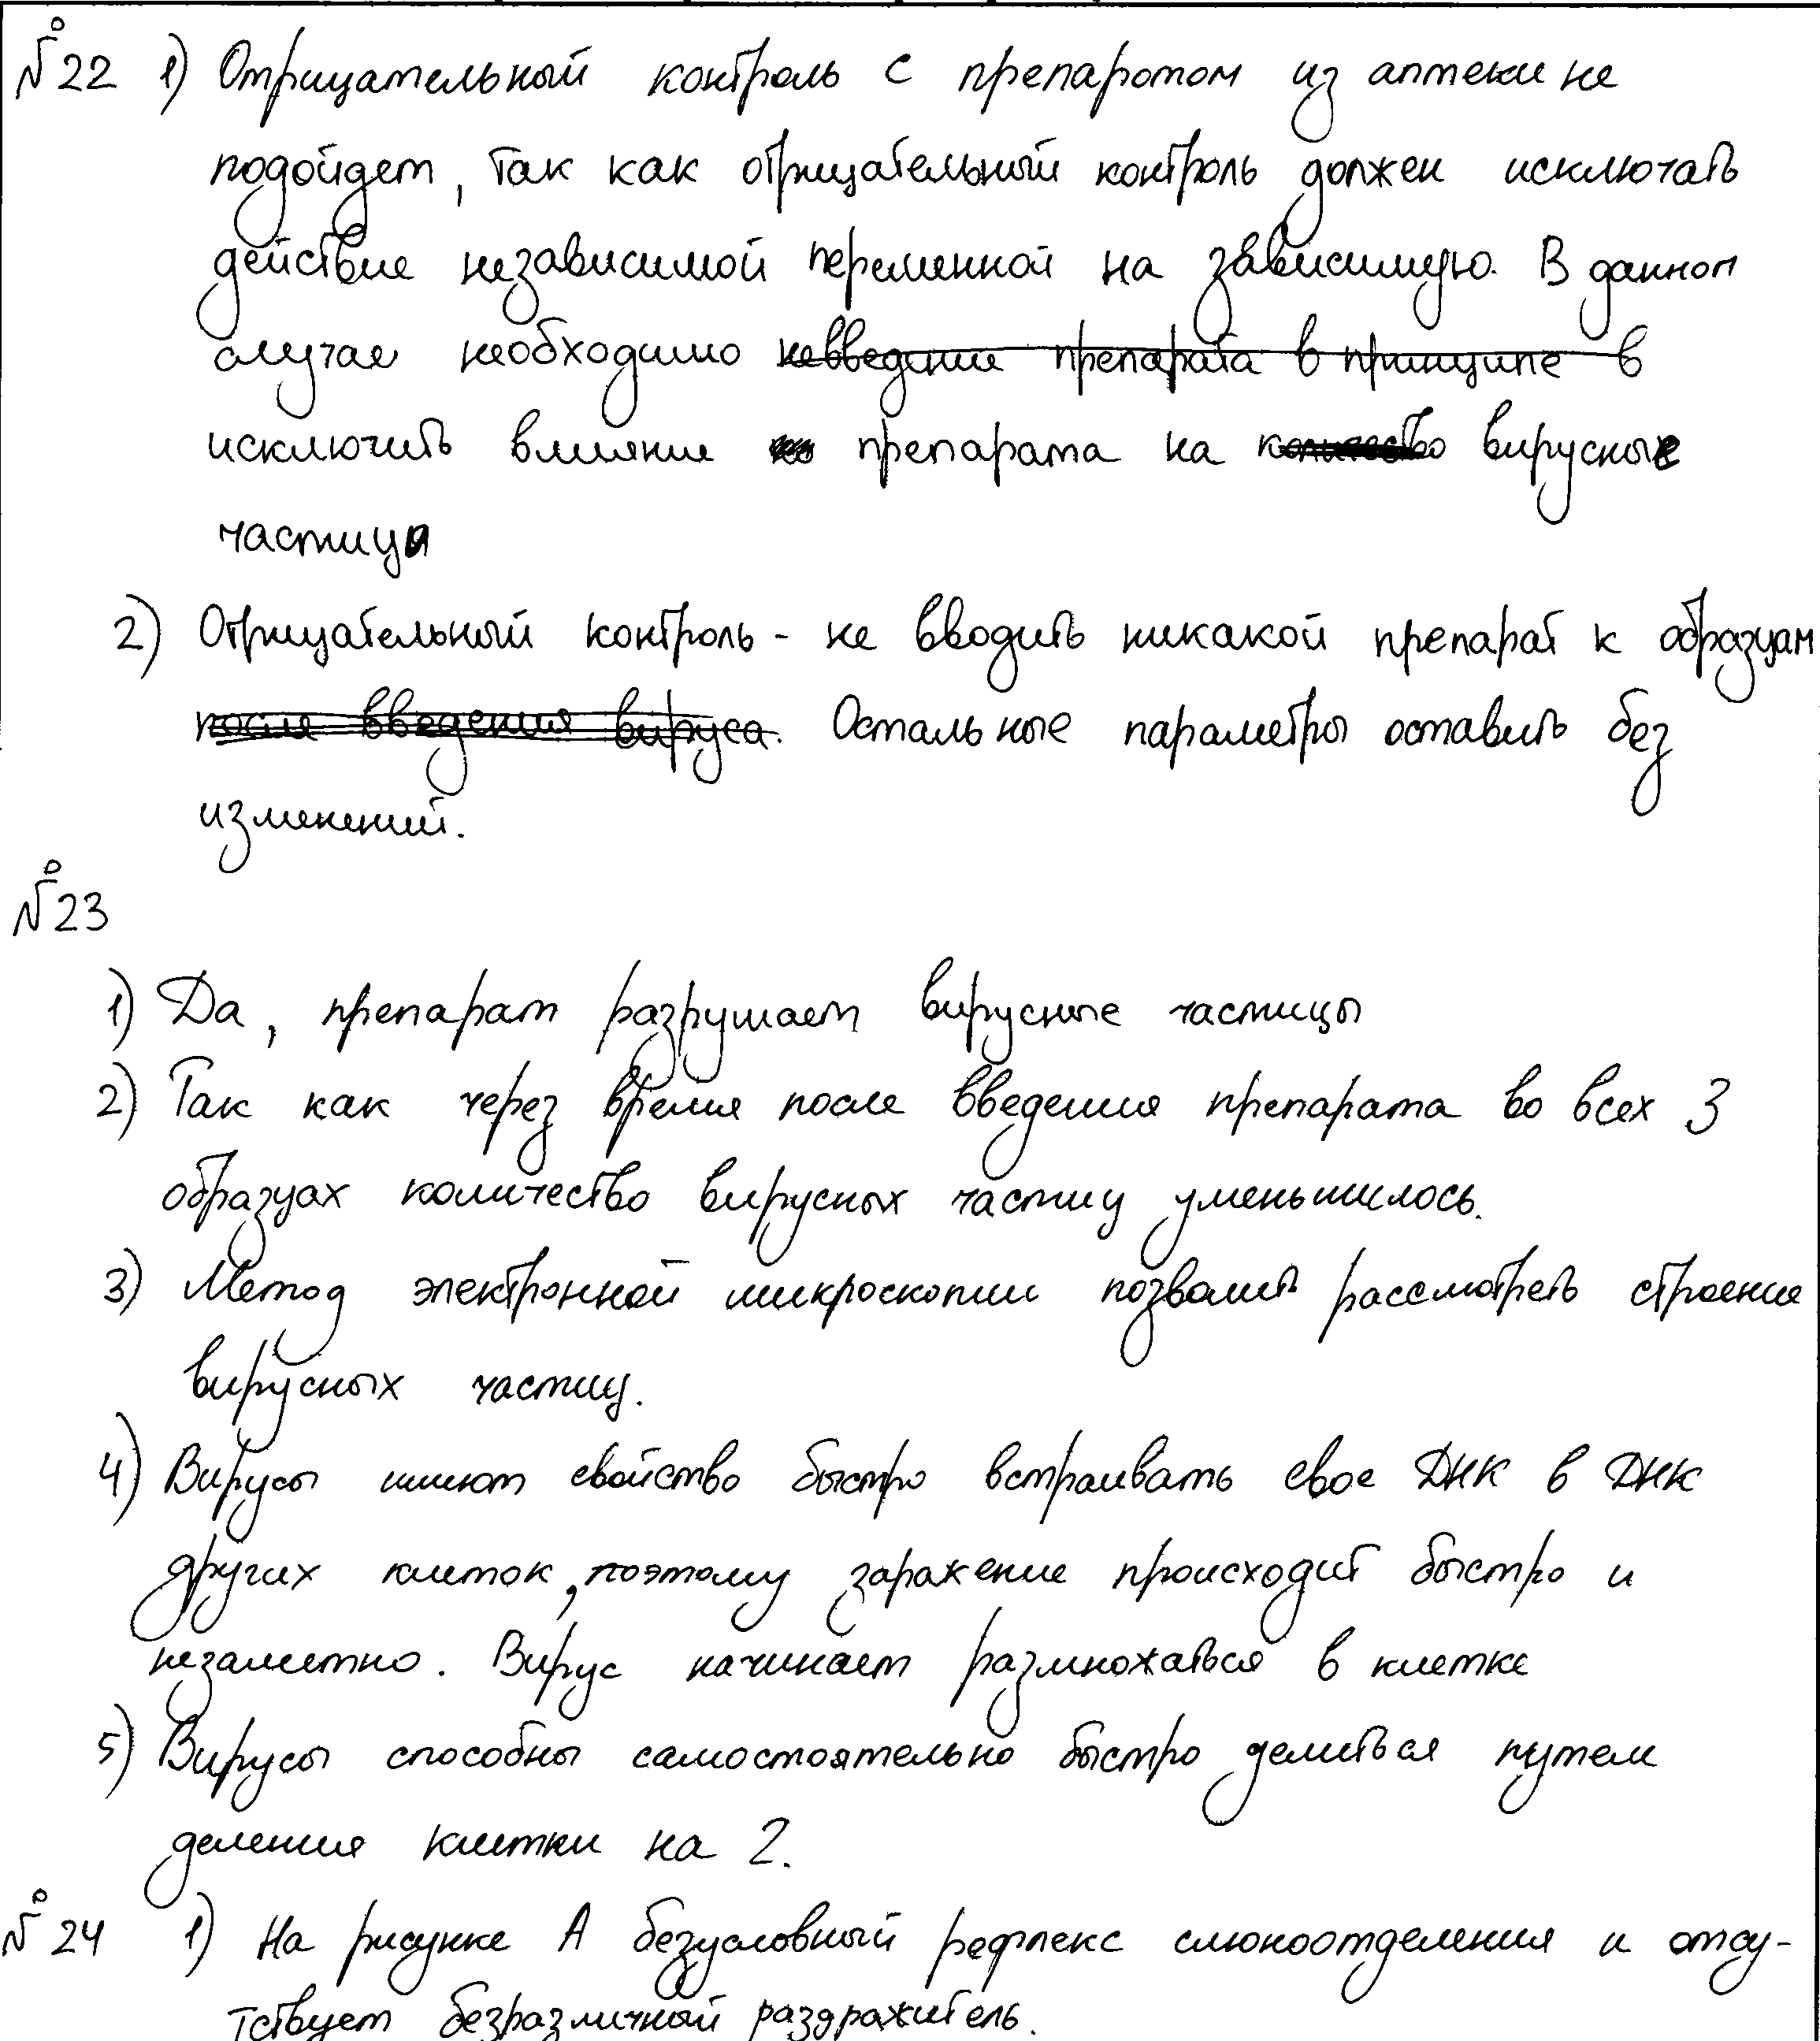 №22 1) Отрицательный контроль с препаратом из аптеки не
подойдет, так как отрицательный контроль должен исключать
действие независимой переменной на зависимую. В данном
случае необходимо невведение препарата в принципе в
исключить влияние препарата на количество вирусные
частицы
2) Отрицательный контроль - не вводить никакой препарат к образцам
после введения вируса. Остальные параметры оставить без
изменений.
№23
1) Да, препарат разрушает вирусные частицы
2) Так как через время после введения препарата во всех 3
образцах количество вирусных частиц уменьшилось.
3) Метод электронной микроскопии позволит рассмотреть строение
вирусных частиц.
4) Вирусы имеют свойство быстро встраивать свое ДНК в ДНК
других клеток, поэтому заражение происходит быстро и
незаметно. Вирус начинает размножаться в клетке
5) Вирусы способны самостоятельно быстро делиться путем
деления клетки на 2.
№24 1) На рисунке А безусловный рефлекс слюноотделения и отсу-
тствует безразличный раздражитель.